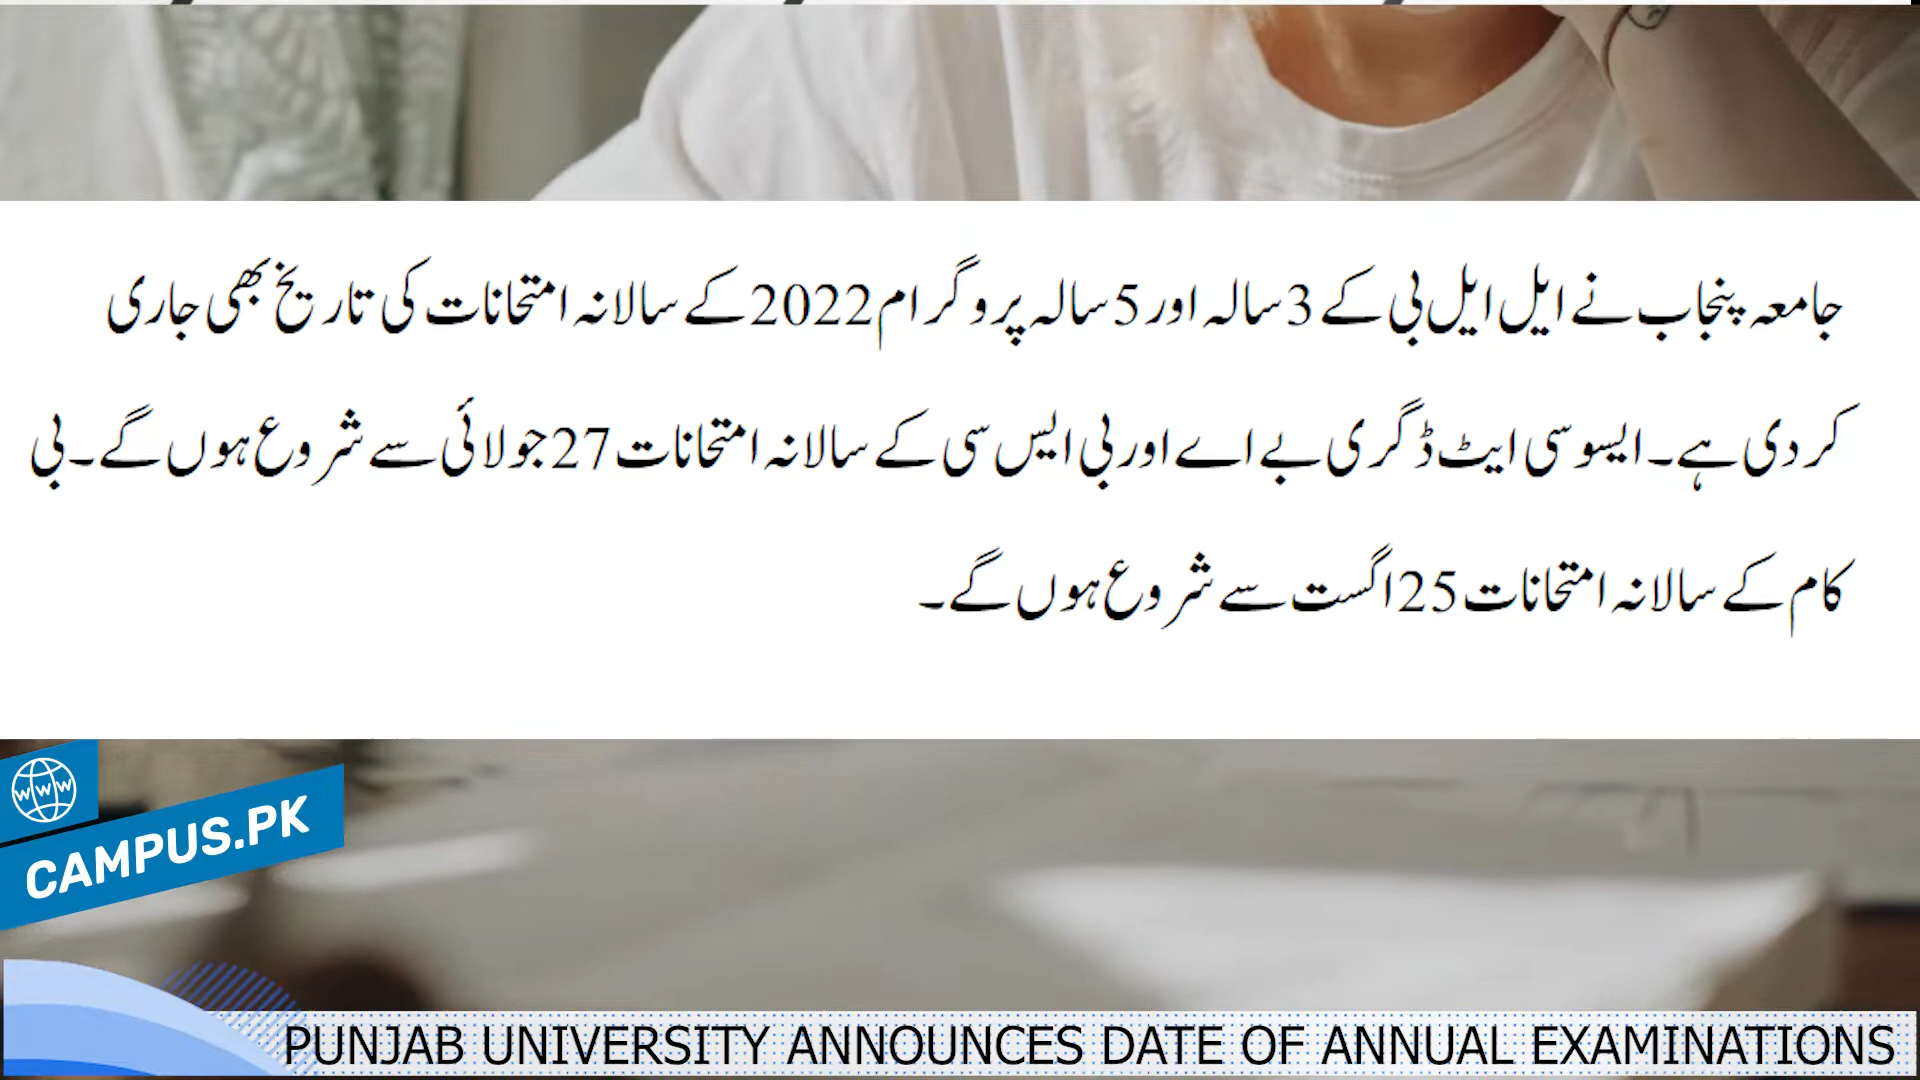 جامعہ پنجاب نے ایل ایل بی کے 3 سالہ اور 5 سالہ پروگرام 2022 کے سالانہ امتحانات کی تاریخ بھی جاری
کر دی ہے۔ ایسوسی ایٹ ڈگری بے اے اور بی ایس سی کے سالانہ امتحانات 27 جولائی سے شروع ہوں گے۔ بی
کام کے سالانہ امتحانات 25 اگست سے شروع ہوں گے۔
WWW
CAMPUS.PK
PUNJAB UNIVERSITY ANNOUNCES DATE OF ANNUAL EXAMINATIONS